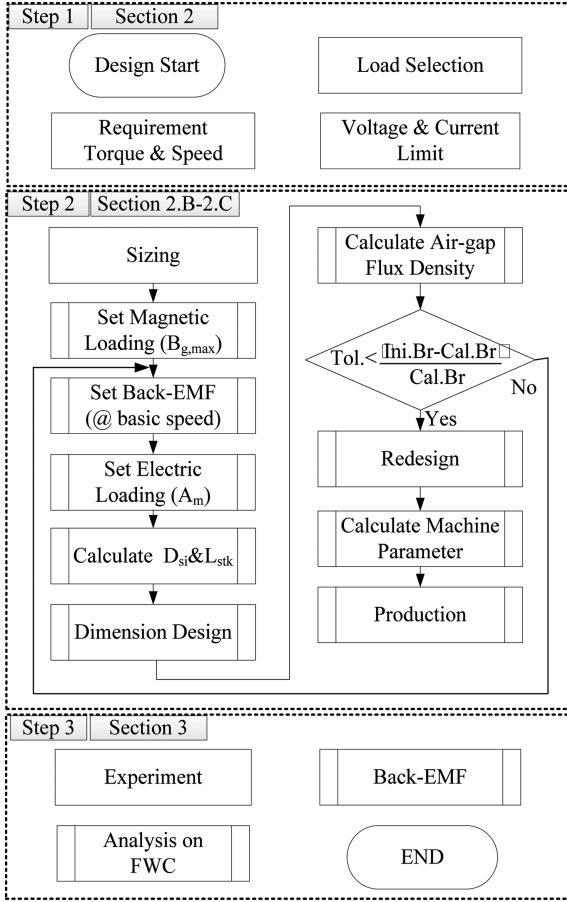 Step 1 Section 2
Design Start
Load Selection
Requirement
Torque & Speed
Voltage & Current
Limit
Step 2 Section 2.B-2.C
Sizing
Set Magnetic
Loading (Bg,max)
Set Back-EMF
(@ basic speed)
Set Electric
Loading (Am)
Calculate Dsi&Lstk
Dimension Design
Calculate Air-gap
Flux Density
Tol.< Ini.Br-Cal.Br
Cal.Br
No
Yes
Redesign
Calculate Machine
Parameter
Production
Step 3 Section 3
Experiment
Back-EMF
Analysis on
FWC
END